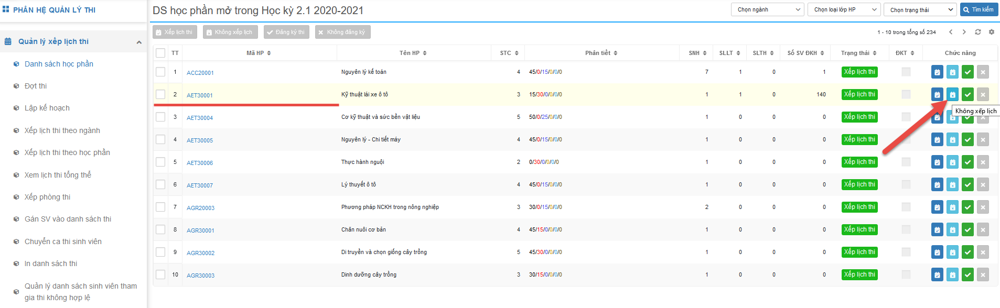 PHÂN HỆ QUẢN LÝ THI
Quản lý xếp lịch thi
Danh sách học phần
Đợt thi
Lập kế hoạch
Xếp lịch thi theo ngành
Xếp lịch thi theo học phần
Xem lịch thi tổng thể
Xếp phòng thi
Gán SV vào danh sách thi
Chuyển ca thi sinh viên
In danh sách thi
Quản lý danh sách sinh viên tham
gia thi không hợp lệ
DS học phần mở trong Học kỳ 2.1 2020-2021
Chọn ngành
Chọn loại lớp HP
Chọn trạng thái
Tìm kiếm
Xếp lịch thi
Không xếp lịch
Đăng ký thi
Không đăng ký
1 - 10 trong tổng số 234
TT Mã HP Tên HP STC Phân tiết SNH SLLT SLTH Số SV ĐKH Trạng thái ĐKT Chức năng
1 ACC20001 Nguyên lý kế toán 4 45/0/15/0/0/0 7 1 0 1 Xếp lịch thi
2 AET30001 Kỹ thuật lái xe ô tô 3 15/30/0/0/0/0 1 1 0 140 Xếp lịch thi
Không xếp lịch
3 AET30004 Cơ kỹ thuật và sức bền vật liệu 5 50/0/25/0/0/0 1 0 0 0 Xếp lịch thi
4 AET30005 Nguyên lý - Chi tiết máy 4 45/0/15/0/0/0 1 0 0 0 Xếp lịch thi
5 AET30006 Thực hành nguội 2 0/30/0/0/0/0 1 0 0 0 Xếp lịch thi
6 AET30007 Lý thuyết ô tô 4 45/0/15/0/0/0 1 0 0 0 Xếp lịch thi
7 AGR20003 Phương pháp NCKH trong nông nghiệp 3 30/0/15/0/0/0 2 0 0 0 Xếp lịch thi
8 AGR30001 Chăn nuôi cơ bản 4 45/15/0/0/0/0 1 0 0 0 Xếp lịch thi
9 AGR30002 Di truyền và chọn giống cây trồng 5 45/30/0/0/0/0 1 0 0 0 Xếp lịch thi
10 AGR30003 Dinh dưỡng cây trồng 3 30/15/0/0/0/0 1 0 0 0 Xếp lịch thi